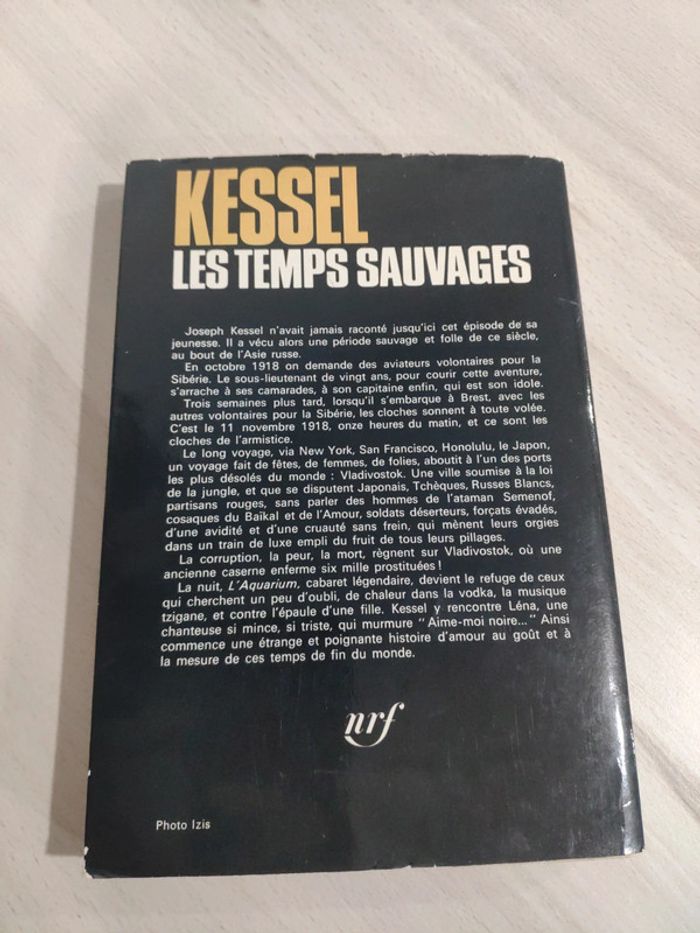 KESSEL
LES TEMPS SAUVAGES
Joseph Kessel n'avait jamais raconté jusqu'ici cet épisode de sa
jeunesse. Il a vécu alors une période sauvage et folle de ce siècle,
au bout de l'Asie russe.
En octobre 1918 on demande des aviateurs volontaires pour la
Sibérie. Le sous-lieutenant de vingt ans, pour courir cette aventure,
s'arrache à ses camarades, à son capitaine enfin, qui est son idole.
Trois semaines plus tard, lorsqu'il s'embarque à Brest, avec les
autres volontaires pour la Sibérie, les cloches sonnent à toute volée.
C'est le 11 novembre 1918, onze heures du matin, et ce sont les
cloches de l'armistice.
Le long voyage, via New York, San Francisco, Honolulu, le Japon,
un voyage fait de fêtes, de femmes, de folies, aboutit à l'un des ports
les plus désolés du monde : Vladivostok. Une ville soumise à la loi
de la jungle, et que se disputent Japonais, Tchèques, Russes Blancs,
partisans rouges, sans parler des hommes de l'ataman Semenof,
cosaques du Baïkal et de l'Amour, soldats déserteurs, forçats évadés,
d'une avidité et d'une cruauté sans frein, qui mènent leurs orgies
dans un train de luxe empli du fruit de tous leurs pillages.
La corruption, la peur, la mort, règnent sur Vladivostok, où une
ancienne caserne enferme six mille prostituées !
La nuit, L'Aquarium, cabaret légendaire, devient le refuge de ceux
qui cherchent un peu d'oubli, de chaleur dans la vodka, la musique
tzigane, et contre l'épaule d'une fille. Kessel y rencontre Léna, une
chanteuse si mince, si triste, qui murmure " Aime-moi noire... " Ainsi
commence une étrange et poignante histoire d'amour au goût et à
la mesure de ces temps de fin du monde.
nrf
Photo Izis